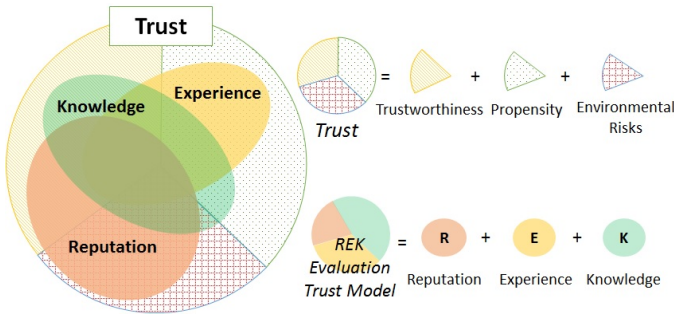 Trust
Knowledge
Experience
Reputation
= + +
Trust
Trustworthiness
Propensity
Environmental
Risks
REK
Evaluation
Trust Model
= R + E + K
Reputation
Experience
Knowledge